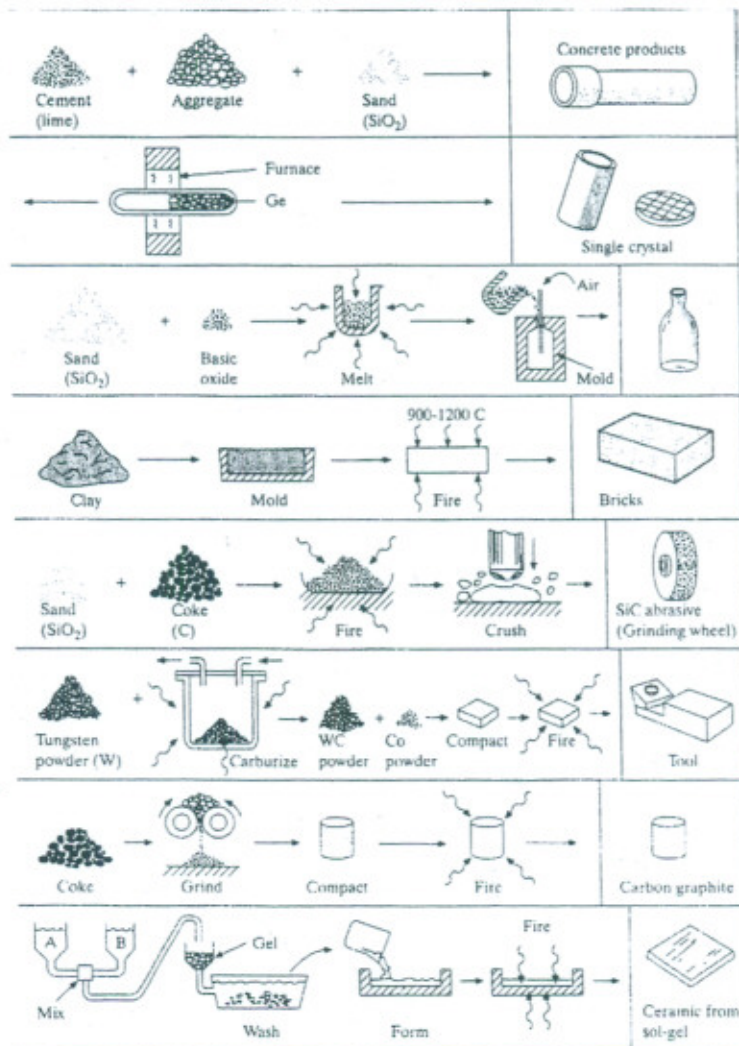 Cement
(lime)
+
Aggregate
+
Sand
(SiO₂)
Concrete products
Furnace
Ge
Single crystal
Sand
(SiO₂)
+
Basic
oxide
Melt
Air
Mold
Clay
Mold
900-1200 C
Fire
Bricks
Sand
(SiO₂)
+
Coke
(C)
Fire
Crush
SiC abrasive
(Grinding wheel)
Tungsten
powder (W)
+
Carburize
WC
powder
+
Co
powder
Compact
Fire
Tool
Coke
Grind
Compact
Fire
Carbon graphite
A
B
Mix
Gel
Wash
Form
Fire
Ceramic from
sol-gel